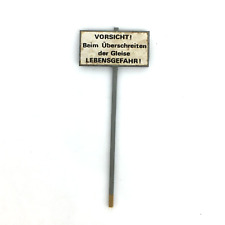 VORSICHT!
Beim Überschreiten
der Gleise
LEBENSGEFAHR!